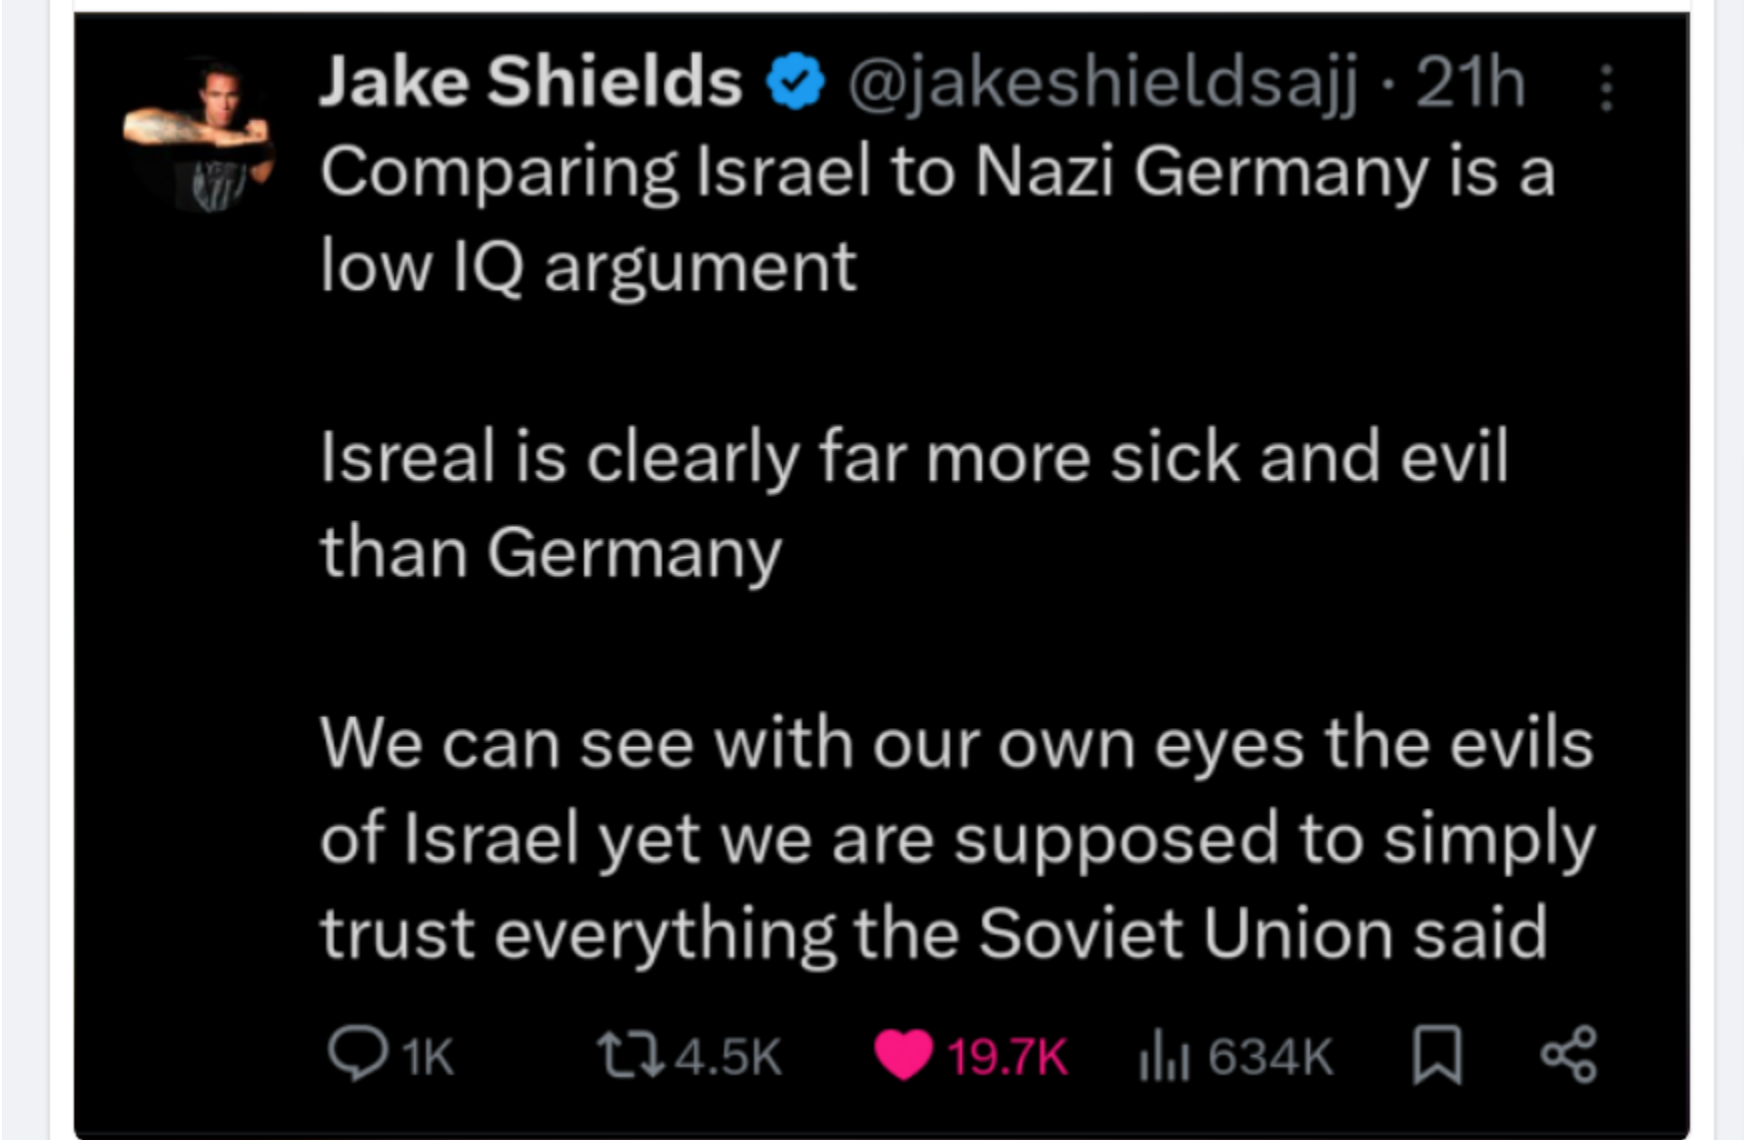 Jake Shields @jakeshieldsajj · 21h
Comparing Israel to Nazi Germany is a
low IQ argument
Isreal is clearly far more sick and evil
than Germany
We can see with our own eyes the evils
of Israel yet we are supposed to simply
trust everything the Soviet Union said
1K 4.5K 19.7K 634K